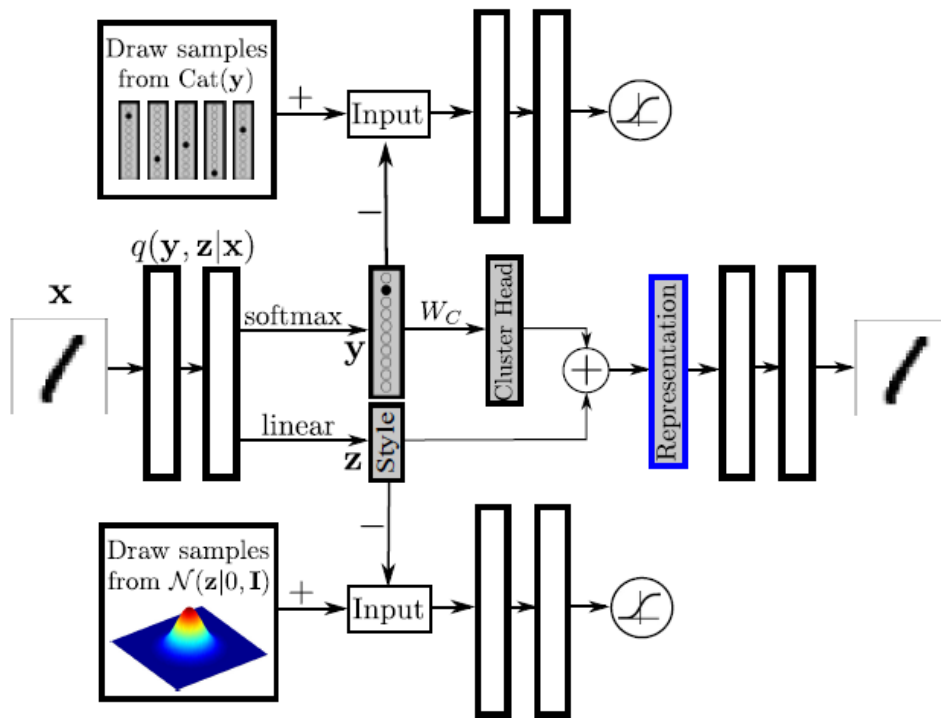 Draw samples
from Cat(y)
+
Input
−
q(y, z|x)
x
softmax
y
W_C
Cluster Head
+
Representation
linear
z
Style
−
Draw samples
from 𝒩(z|0, I)
+
Input